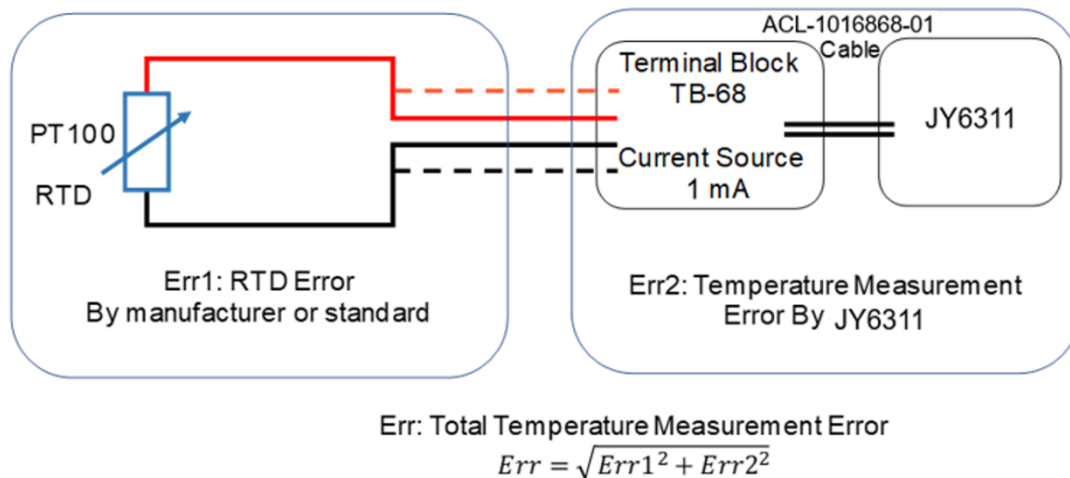 ACL-1016868-01
Cable
Terminal Block
TB-68
JY6311
PT100
RTD
Current Source
1 mA
Err1: RTD Error
By manufacturer or standard
Err2: Temperature Measurement
Error By JY6311
Err: Total Temperature Measurement Error
Err = √(Err1² + Err2²)